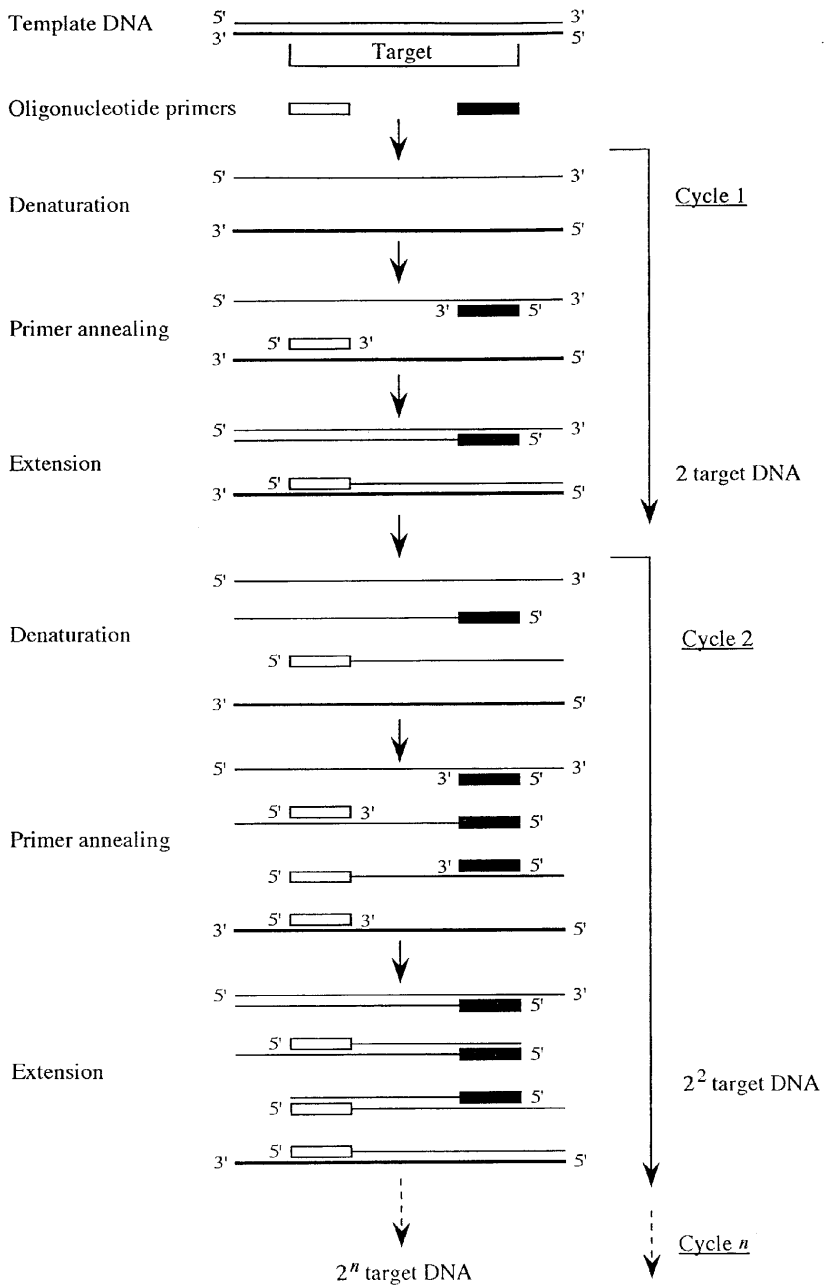 Template DNA 5' 3'
3' 5'
Target
Oligonucleotide primers
5' 3'
Cycle 1
Denaturation
3' 5'
5' 3'
3' 5'
Primer annealing
5' 3'
3' 5'
5' 3'
5'
Extension
5'
3' 5'
2 target DNA
5' 3'
5'
Denaturation
Cycle 2
5'
3' 5'
5' 3'
3' 5'
5' 3'
5'
Primer annealing
3' 5'
5'
5' 3'
3' 5'
5' 3'
5'
5'
5'
Extension
5'
5'
2² target DNA
5'
3' 5'
Cycle n
2ⁿ target DNA